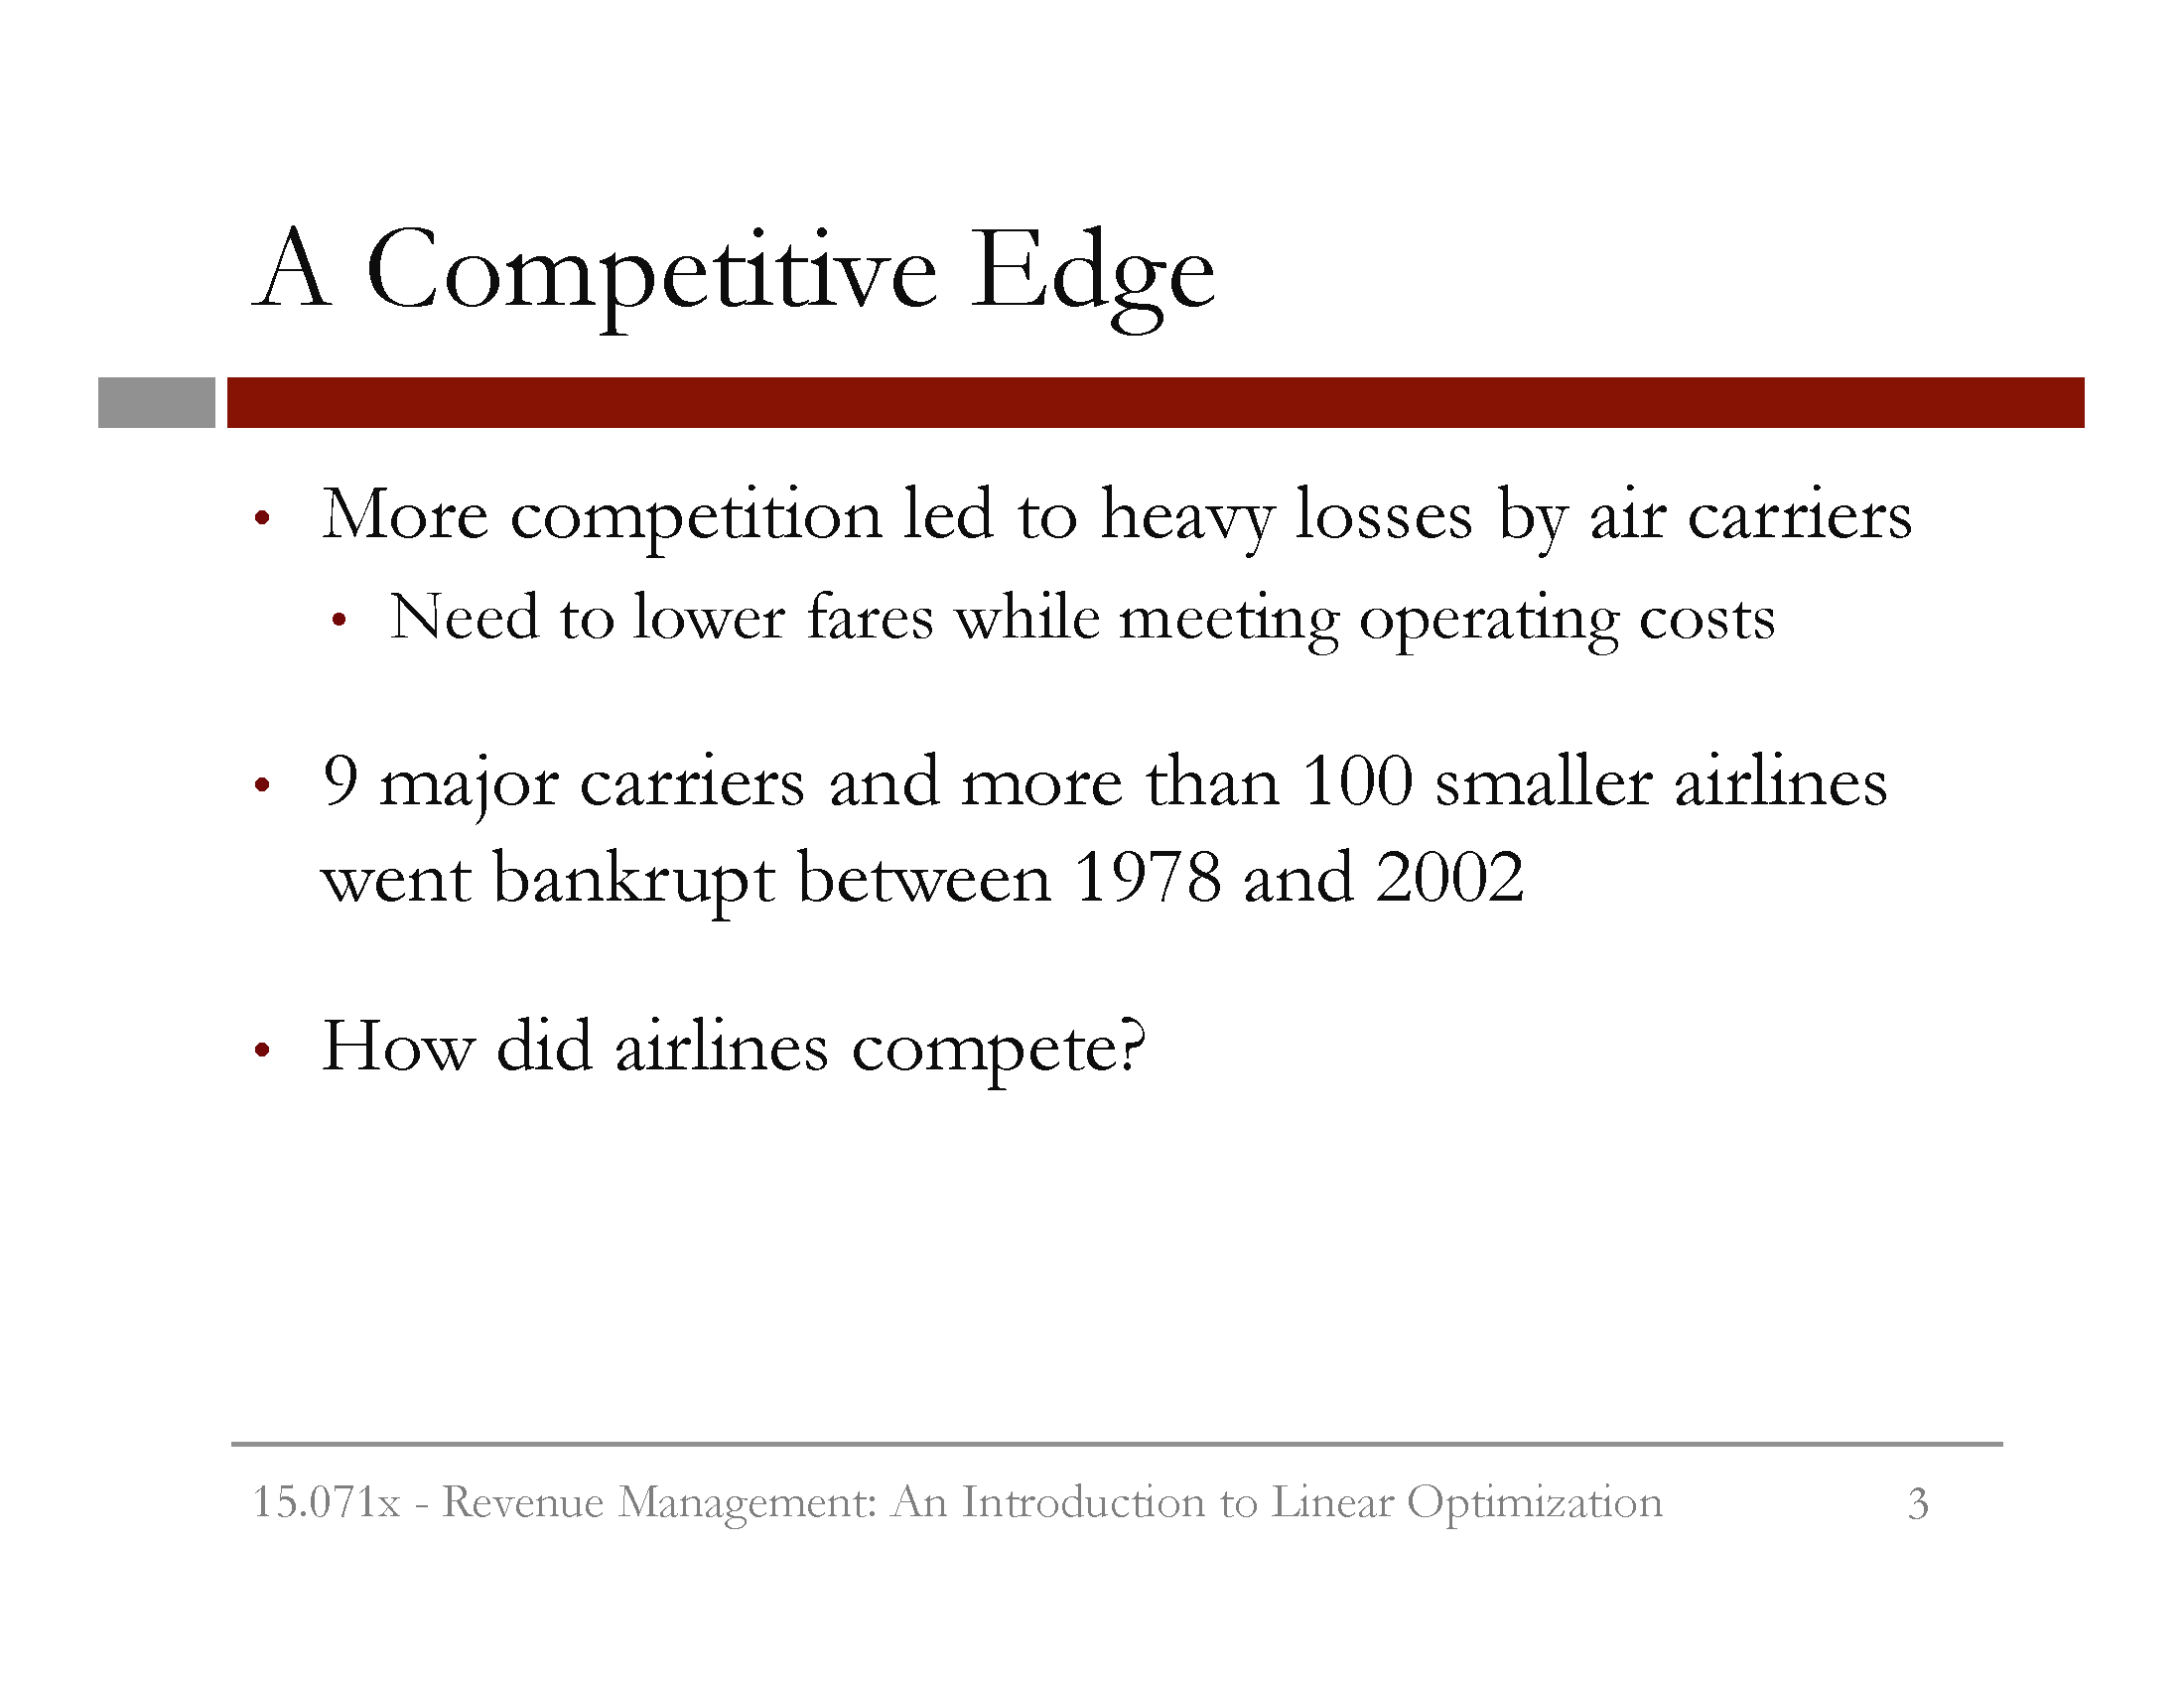 A Competitive Edge
• More competition led to heavy losses by air carriers
• Need to lower fares while meeting operating costs
• 9 major carriers and more than 100 smaller airlines
went bankrupt between 1978 and 2002
• How did airlines compete?
15.071x - Revenue Management: An Introduction to Linear Optimization 3